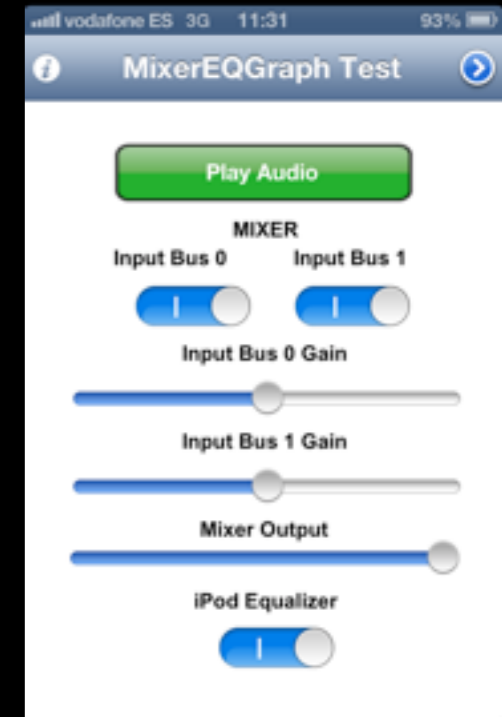 vodafone ES 3G 11:31 93%
MixerEQGraph Test
Play Audio
MIXER
Input Bus 0 Input Bus 1
Input Bus 0 Gain
Input Bus 1 Gain
Mixer Output
iPod Equalizer